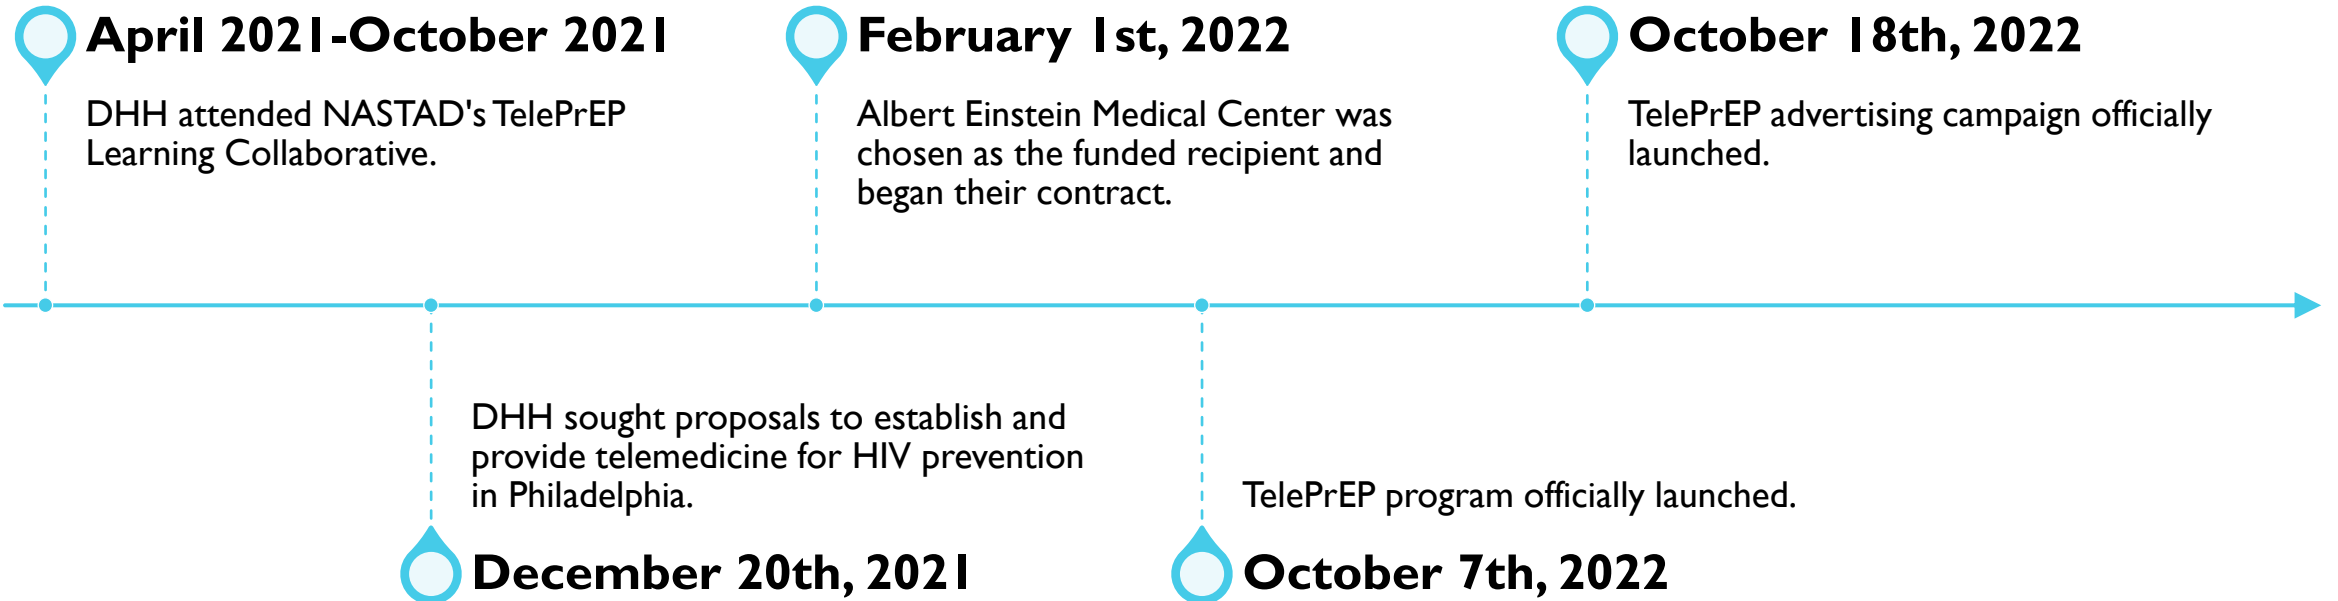 April 2021-October 2021
DHH attended NASTAD's TelePrEP
Learning Collaborative.
December 20th, 2021
DHH sought proposals to establish and
provide telemedicine for HIV prevention
in Philadelphia.
February 1st, 2022
Albert Einstein Medical Center was
chosen as the funded recipient and
began their contract.
October 7th, 2022
TelePrEP program officially launched.
October 18th, 2022
TelePrEP advertising campaign officially
launched.